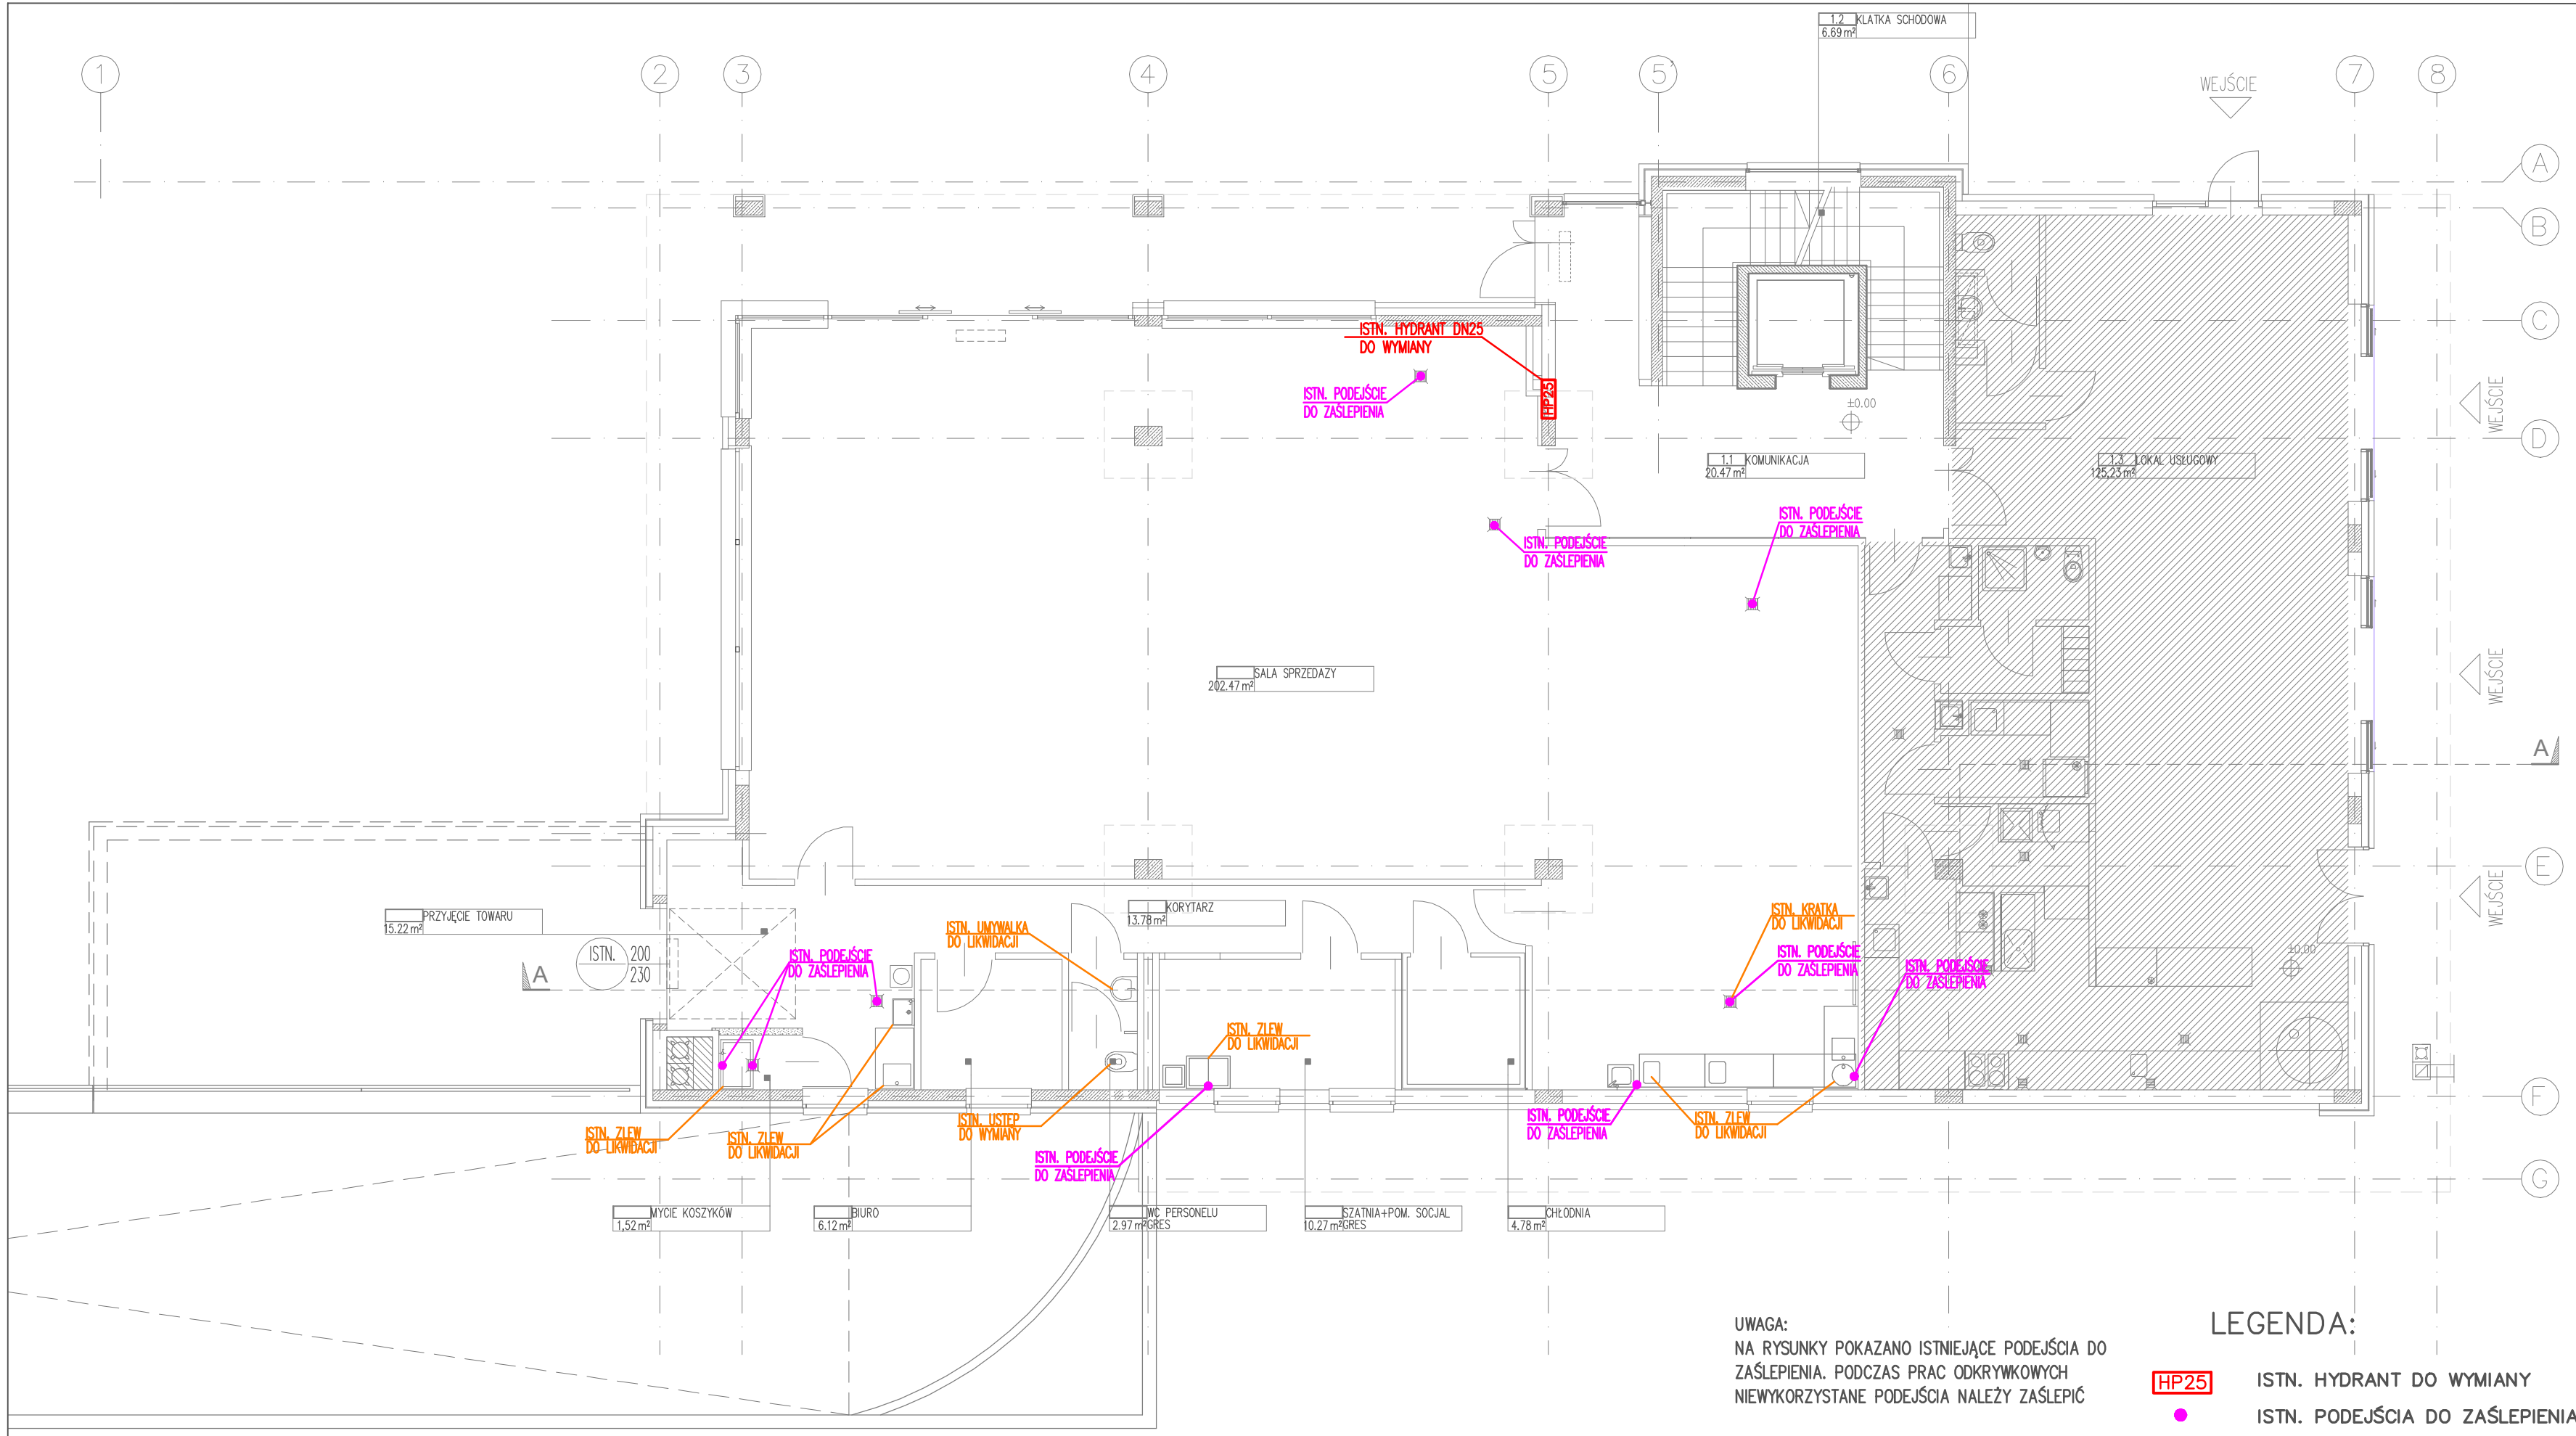 1.2 KLATKA SCHODOWA
6.69 m²
1
2
3
4
5
5'
6
7
8
WEJŚCIE
A
B
C
D
E
F
G
ISTN. HYDRANT DN25
DO WYMIANY
HP25
ISTN. PODEJŚCIE
DO ZAŚLEPIENIA
±0.00
WEJŚCIE
1.1 KOMUNIKACJA
20.47 m²
1.3 LOKAL USŁUGOWY
125,23 m²
ISTN. PODEJŚCIE
DO ZAŚLEPIENIA
ISTN. PODEJŚCIE
DO ZAŚLEPIENIA
SALA SPRZEDAZY
202.47 m²
WEJŚCIE
A
PRZYJĘCIE TOWARU
15.22 m²
KORYTARZ
13.78 m²
WEJŚCIE
ISTN. 200
230
A
ISTN. PODEJŚCIE
DO ZAŚLEPIENIA
ISTN. UMYWALKA
DO LIKWIDACJI
ISTN. KRATKA
DO LIKWIDACJI
ISTN. PODEJŚCIE
DO ZAŚLEPIENIA
ISTN. PODEJŚCIE
DO ZAŚLEPIENIA
±0.00
ISTN. ZLEW
DO LIKWIDACJI
ISTN. ZLEW
DO LIKWIDACJI
ISTN. ZLEW
DO LIKWIDACJI
ISTN. USTĘP
DO WYMIANY
ISTN. PODEJŚCIE
DO ZAŚLEPIENIA
ISTN. PODEJŚCIE
DO ZAŚLEPIENIA
ISTN. ZLEW
DO LIKWIDACJI
MYCIE KOSZYKÓW
1,52 m²
BIURO
6.12 m²
WC PERSONELU
2.97 m² GRES
SZATNIA+POM. SOCJAL
10.27 m² GRES
CHŁODNIA
4.78 m²
UWAGA:
NA RYSUNKY POKAZANO ISTNIEJĄCE PODEJŚCIA DO
ZAŚLEPIENIA. PODCZAS PRAC ODKRYWKOWYCH
NIEWYKORZYSTANE PODEJŚCIA NALEŻY ZAŚLEPIĆ
LEGENDA:
HP25 ISTN. HYDRANT DO WYMIANY
ISTN. PODEJŚCIA DO ZAŚLEPIENIA